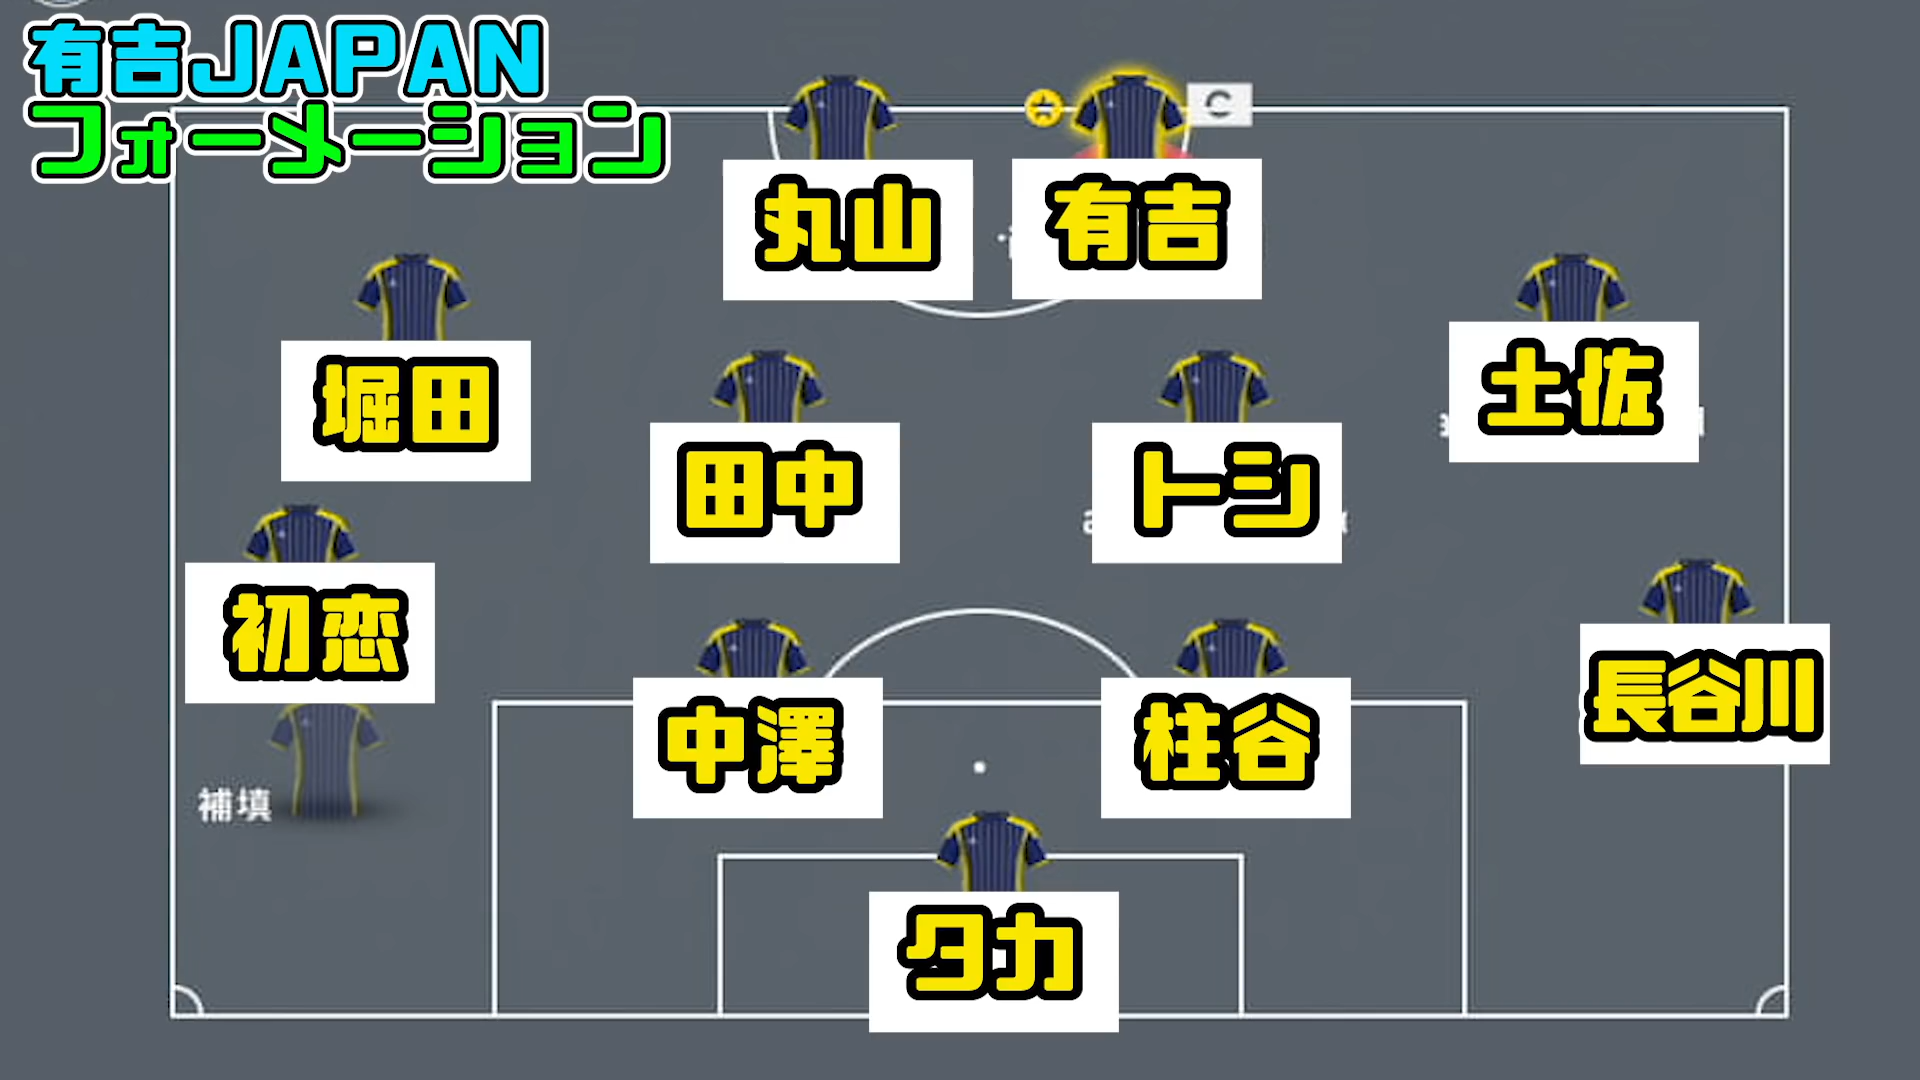 有吉JAPAN
フォーメーション
丸山
有吉
C
堀田
土佐
田中
トシ
初恋
長谷川
中澤
柱谷
補填
タカ